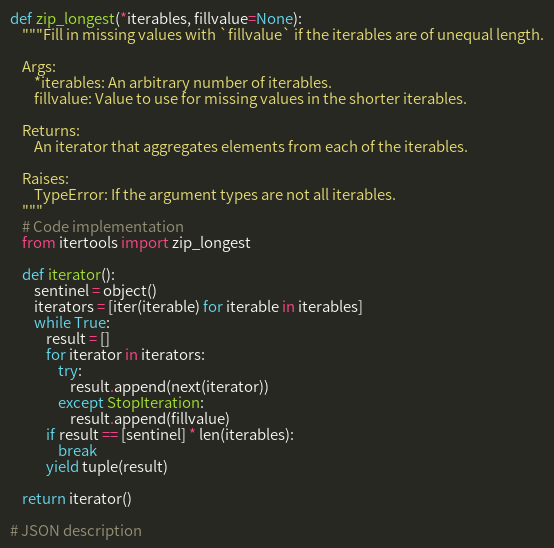 def zip_longest(*iterables, fillvalue=None):
"""Fill in missing values with `fillvalue` if the iterables are of unequal length.
Args:
*iterables: An arbitrary number of iterables.
fillvalue: Value to use for missing values in the shorter iterables.
Returns:
An iterator that aggregates elements from each of the iterables.
Raises:
TypeError: If the argument types are not all iterables.
"""
# Code implementation
from itertools import zip_longest
def iterator():
sentinel = object()
iterators = [iter(iterable) for iterable in iterables]
while True:
result = []
for iterator in iterators:
try:
result.append(next(iterator))
except StopIteration:
result.append(fillvalue)
if result == [sentinel] * len(iterables):
break
yield tuple(result)
return iterator()
# JSON description